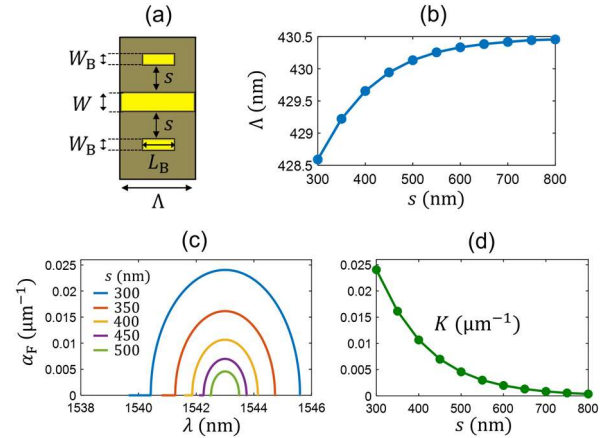 (a)
W_B
s
W
s
W_B
L_B
Λ
(b)
430.5
430
429.5
429
428.5
Λ (nm)
300 400 500 600 700 800
s (nm)
(c)
0.025
0.02
0.015
0.01
0.005
0
α_F (μm⁻¹)
s (nm)
300
350
400
450
500
1538 1540 1542 1544 1546
λ (nm)
(d)
0.025
0.02
0.015
0.01
0.005
0
K (μm⁻¹)
300 400 500 600 700 800
s (nm)